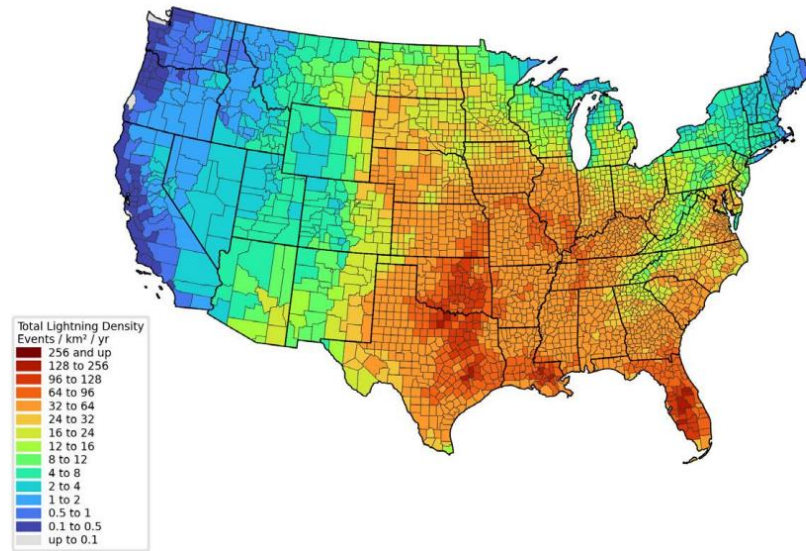 Total Lightning Density
Events / km² / yr
256 and up
128 to 256
96 to 128
64 to 96
32 to 64
24 to 32
16 to 24
12 to 16
8 to 12
4 to 8
2 to 4
1 to 2
0.5 to 1
0.1 to 0.5
up to 0.1